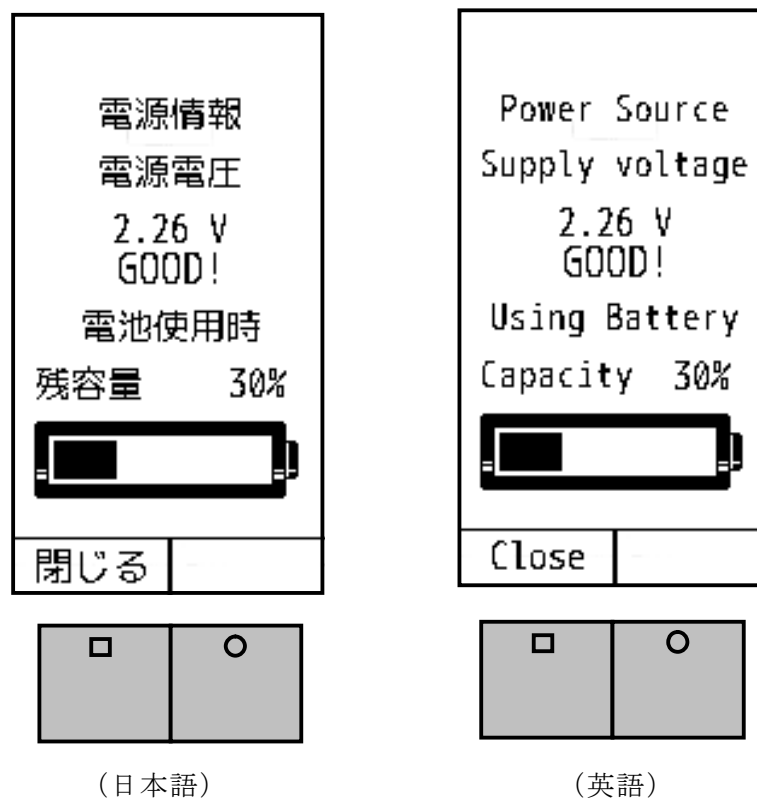 電源情報
電源電圧
2.26 V
GOOD!
電池使用時
残容量 30%
閉じる
(日本語)
Power Source
Supply voltage
2.26 V
GOOD!
Using Battery
Capacity 30%
Close
(英語)